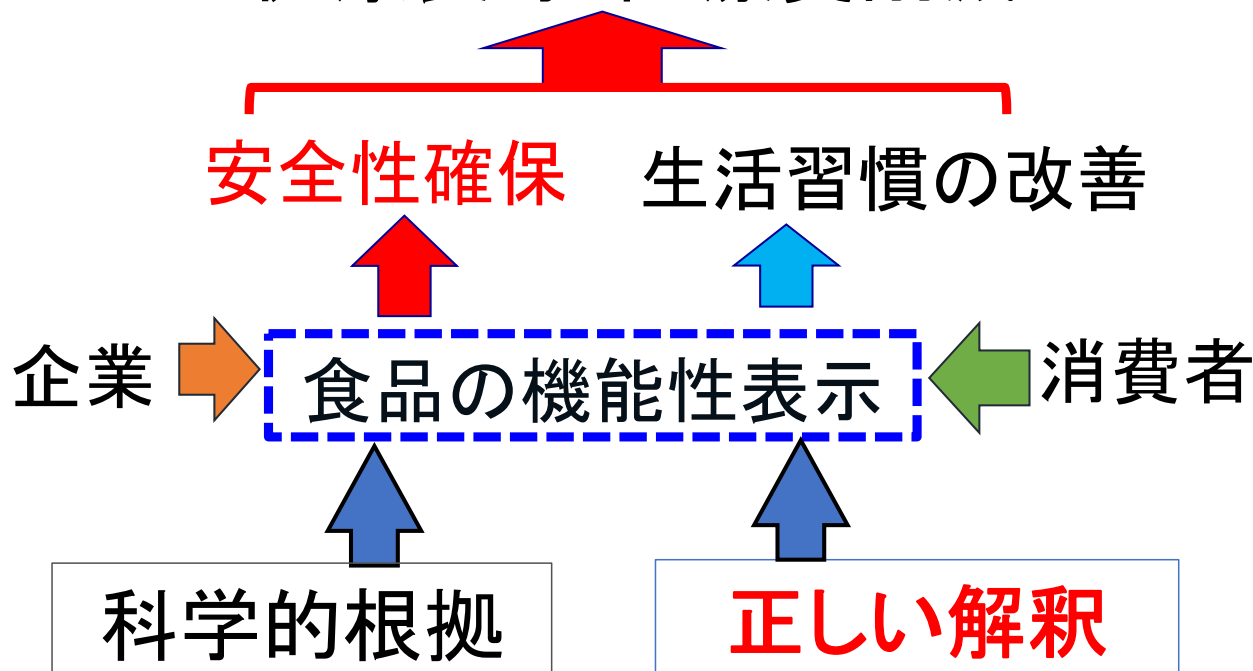 安全性確保
生活習慣の改善
企業
食品の機能性表示
消費者
科学的根拠
正しい解釈